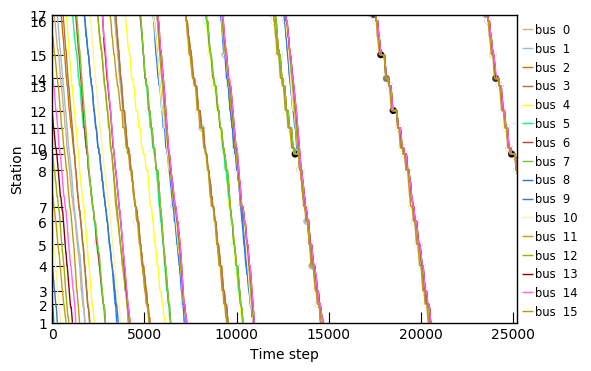 17
16
15
14
13
12
11
10
9
8
7
6
5
4
3
2
1
Station
0
5000
10000
15000
20000
25000
Time step
bus 0
bus 1
bus 2
bus 3
bus 4
bus 5
bus 6
bus 7
bus 8
bus 9
bus 10
bus 11
bus 12
bus 13
bus 14
bus 15